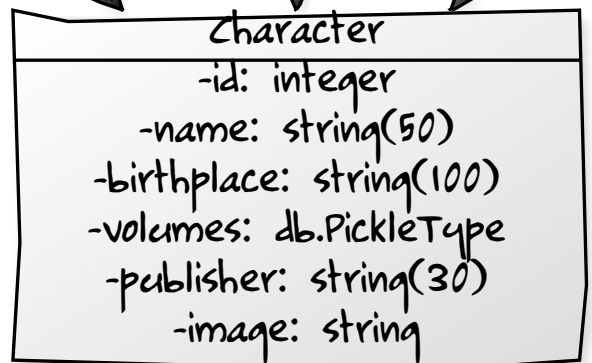 Character
-id: integer
-name: string(50)
-birthplace: string(100)
-volumes: db.PickleType
-publisher: string(30)
-image: string